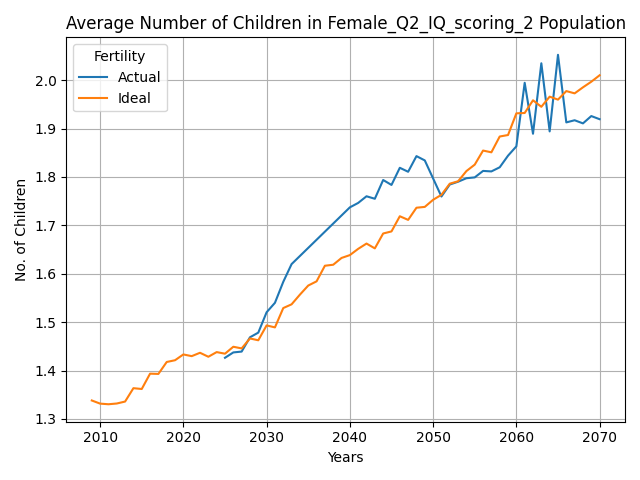 Average Number of Children in Female_Q2_IQ_scoring_2 Population
Fertility
Actual
Ideal
No. of Children
2.0
1.9
1.8
1.7
1.6
1.5
1.4
1.3
2010 2020 2030 2040 2050 2060 2070
Years